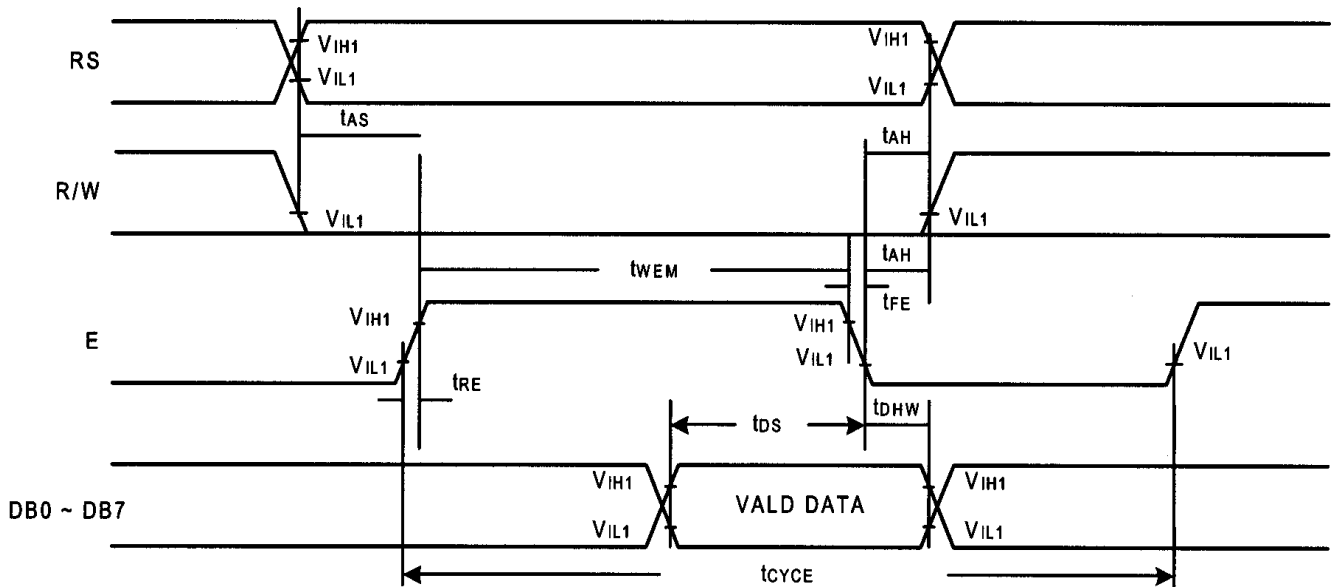 RS
VIH1
VIL1
VIH1
VIL1
tAS
tAH
R/W
VIL1
VIL1
tWEM
tAH
tFE
E
VIH1
VIL1
VIH1
VIL1
VIL1
tRE
tDS
tDHW
DB0 ~ DB7
VIH1
VIL1
VALD DATA
VIH1
VIL1
tCYCE